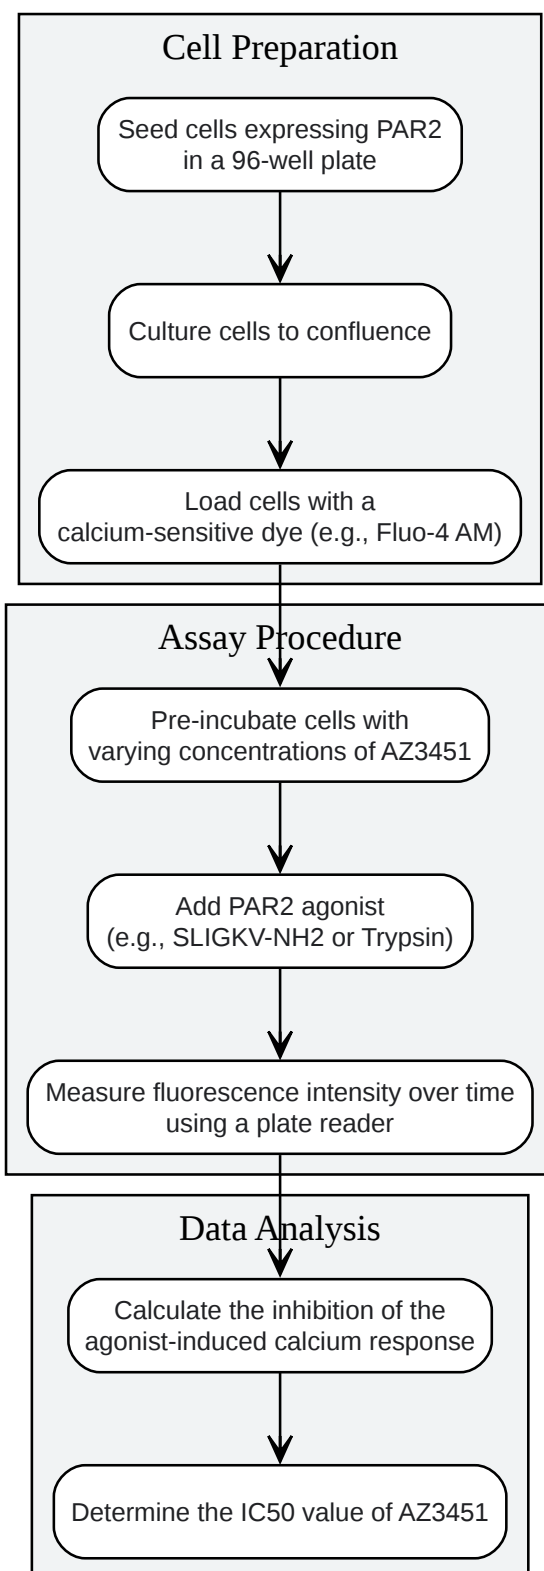 Cell Preparation
Seed cells expressing PAR2
in a 96-well plate
Culture cells to confluence
Load cells with a
calcium-sensitive dye (e.g., Fluo-4 AM)
Assay Procedure
Pre-incubate cells with
varying concentrations of AZ3451
Add PAR2 agonist
(e.g., SLIGKV-NH2 or Trypsin)
Measure fluorescence intensity over time
using a plate reader
Data Analysis
Calculate the inhibition of the
agonist-induced calcium response
Determine the IC50 value of AZ3451